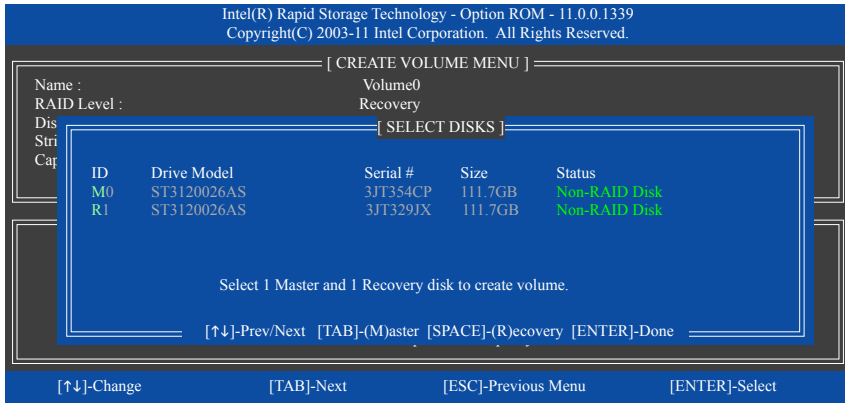 Intel(R) Rapid Storage Technology - Option ROM - 11.0.0.1339
Copyright(C) 2003-11 Intel Corporation. All Rights Reserved.
[ CREATE VOLUME MENU ]
Name : Volume0
RAID Level : Recovery
Dis
Stri
Cap
[ SELECT DISKS ]
ID Drive Model Serial # Size Status
M0 ST3120026AS 3JT354CP 111.7GB Non-RAID Disk
R1 ST3120026AS 3JT329JX 111.7GB Non-RAID Disk
Select 1 Master and 1 Recovery disk to create volume.
[↑↓]-Prev/Next [TAB]-(M)aster [SPACE]-(R)ecovery [ENTER]-Done
[↑↓]-Change [TAB]-Next [ESC]-Previous Menu [ENTER]-Select